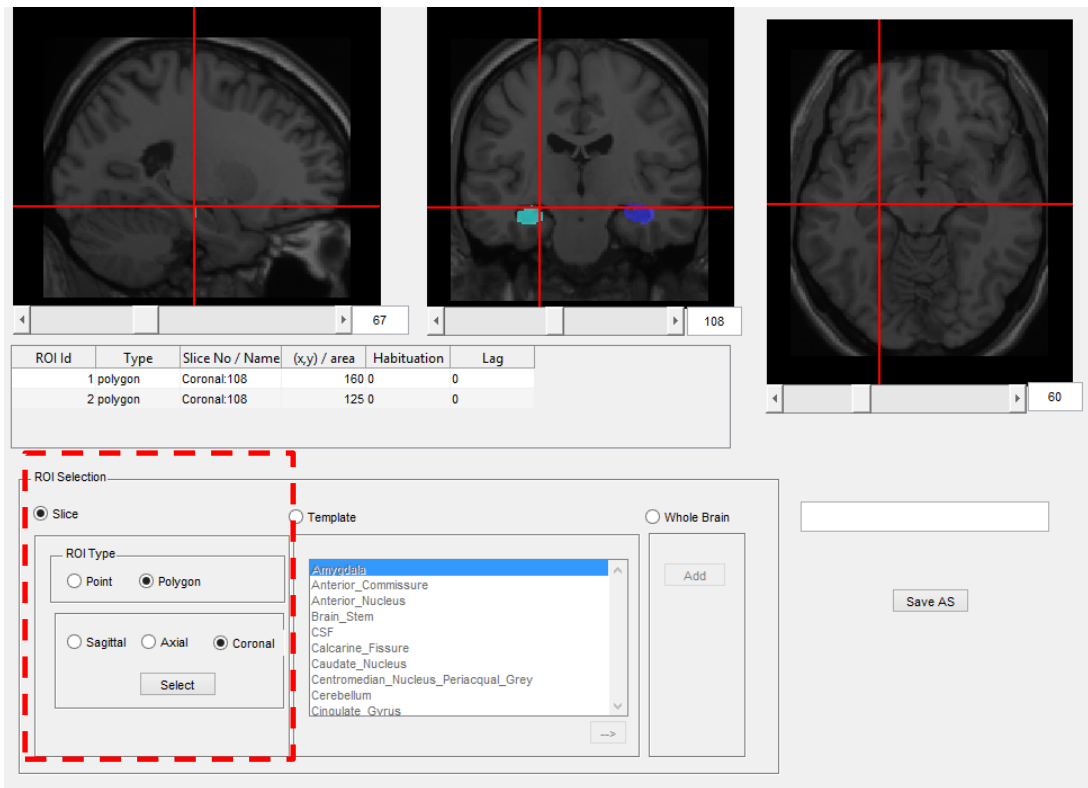 67
108
60
ROI Id Type Slice No / Name (x,y) / area Habituation Lag
1 polygon Coronal:108 160 0 0
2 polygon Coronal:108 125 0 0
ROI Selection
Slice
Template
Whole Brain
ROI Type
Point Polygon
Sagittal Axial Coronal
Select
Amygdala
Anterior_Commissure
Anterior_Nucleus
Brain_Stem
CSF
Calcarine_Fissure
Caudate_Nucleus
Centromedian_Nucleus_Periacqual_Grey
Cerebellum
Cingulate_Gyrus
-->
Add
Save AS